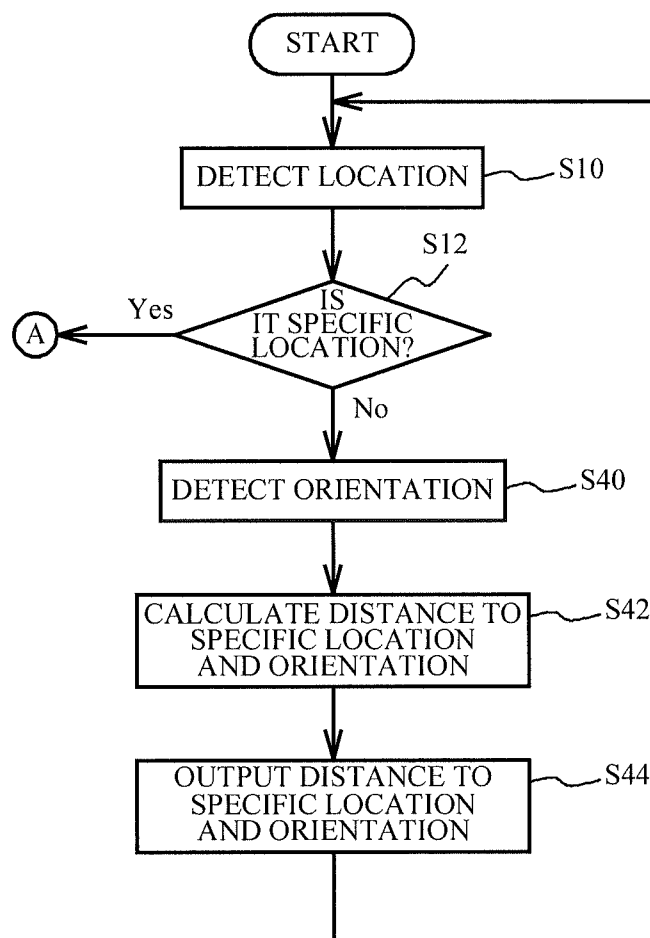 START
DETECT LOCATION
S10
S12
IS
IT SPECIFIC
LOCATION?
Yes
A
No
DETECT ORIENTATION
S40
CALCULATE DISTANCE TO
SPECIFIC LOCATION
AND ORIENTATION
S42
OUTPUT DISTANCE TO
SPECIFIC LOCATION
AND ORIENTATION
S44